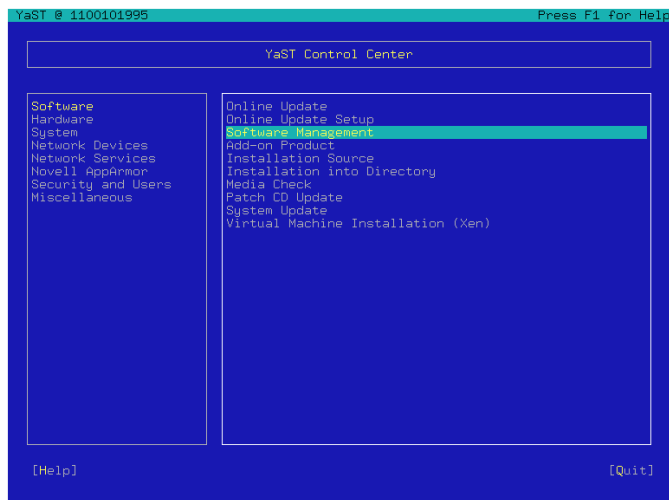 YaST @ 1100101995 Press F1 for Help
YaST Control Center
Software
Hardware
System
Network Devices
Network Services
Novell AppArmor
Security and Users
Miscellaneous
Online Update
Online Update Setup
Software Management
Add-on Product
Installation Source
Installation into Directory
Media Check
Patch CD Update
System Update
Virtual Machine Installation (Xen)
[Help] [Quit]